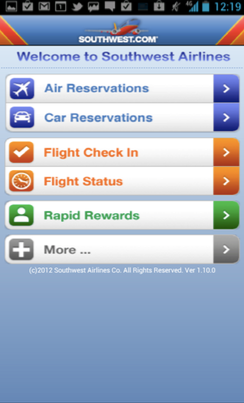 12:19
SOUTHWEST.COM
Welcome to Southwest Airlines
Air Reservations
Car Reservations
Flight Check In
Flight Status
Rapid Rewards
More ...
(c)2012 Southwest Airlines Co. All Rights Reserved. Ver 1.10.0